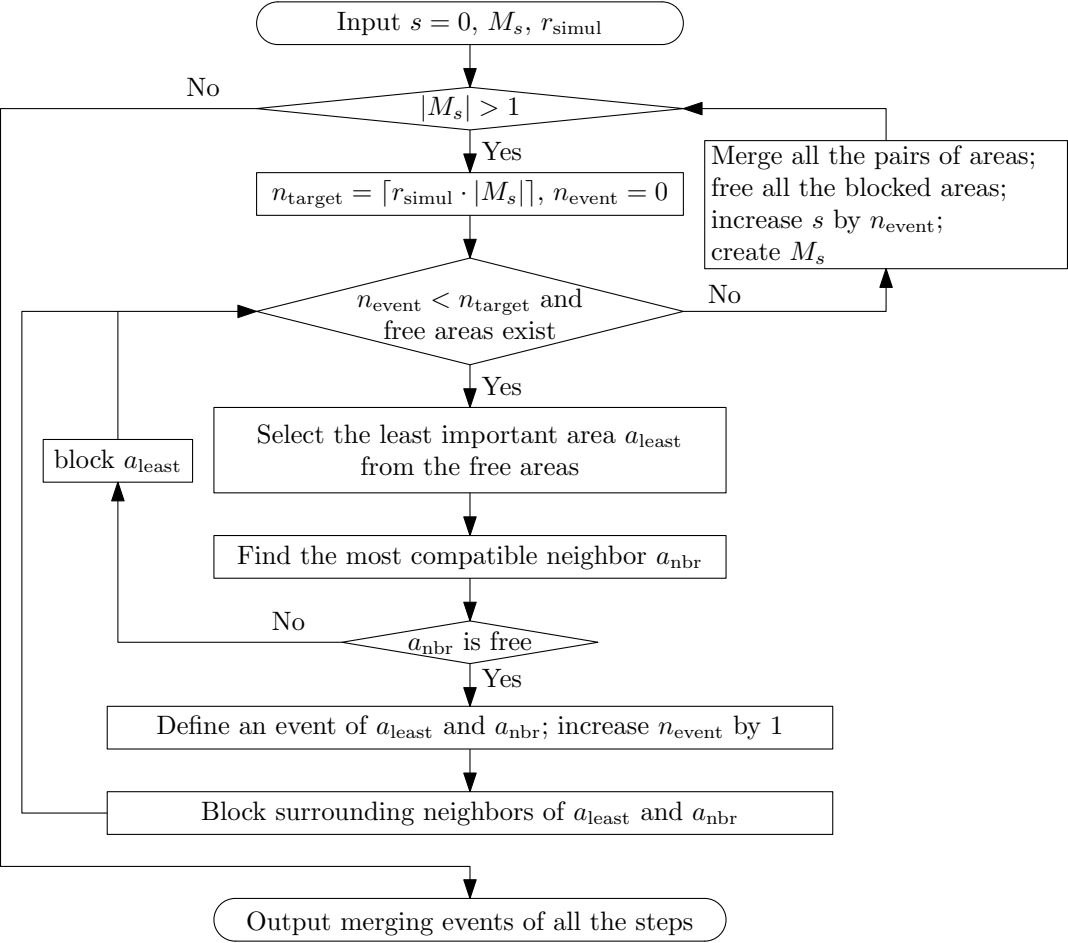 Input s = 0, M_s, r_simul
No
|M_s| > 1
Yes
Merge all the pairs of areas;
free all the blocked areas;
increase s by n_event;
create M_s
n_target = ⌈r_simul · |M_s|⌉, n_event = 0
n_event < n_target and
free areas exist
No
Yes
Select the least important area a_least
from the free areas
block a_least
Find the most compatible neighbor a_nbr
No
a_nbr is free
Yes
Define an event of a_least and a_nbr; increase n_event by 1
Block surrounding neighbors of a_least and a_nbr
Output merging events of all the steps